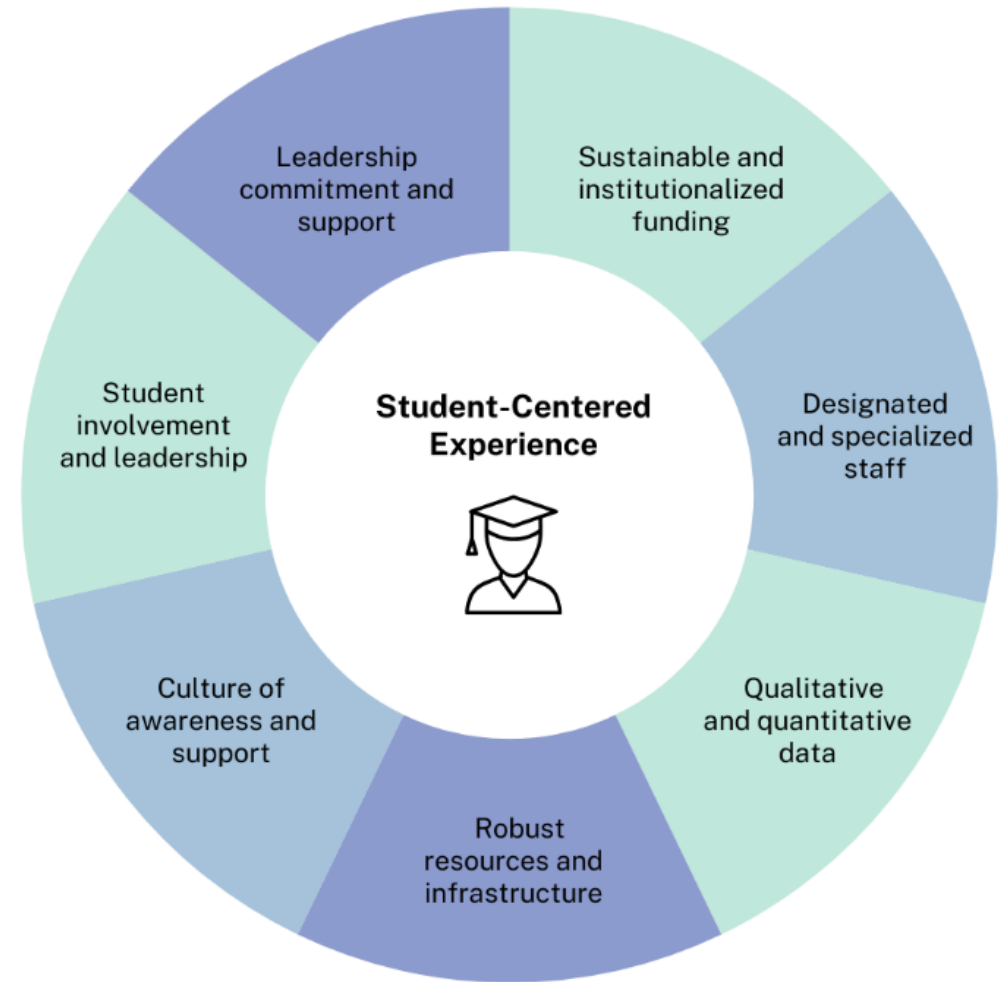 Leadership
commitment and
support
Sustainable and
institutionalized
funding
Designated
and specialized
staff
Qualitative
and quantitative
data
Robust
resources and
infrastructure
Culture of
awareness and
support
Student
involvement
and leadership
Student-Centered
Experience